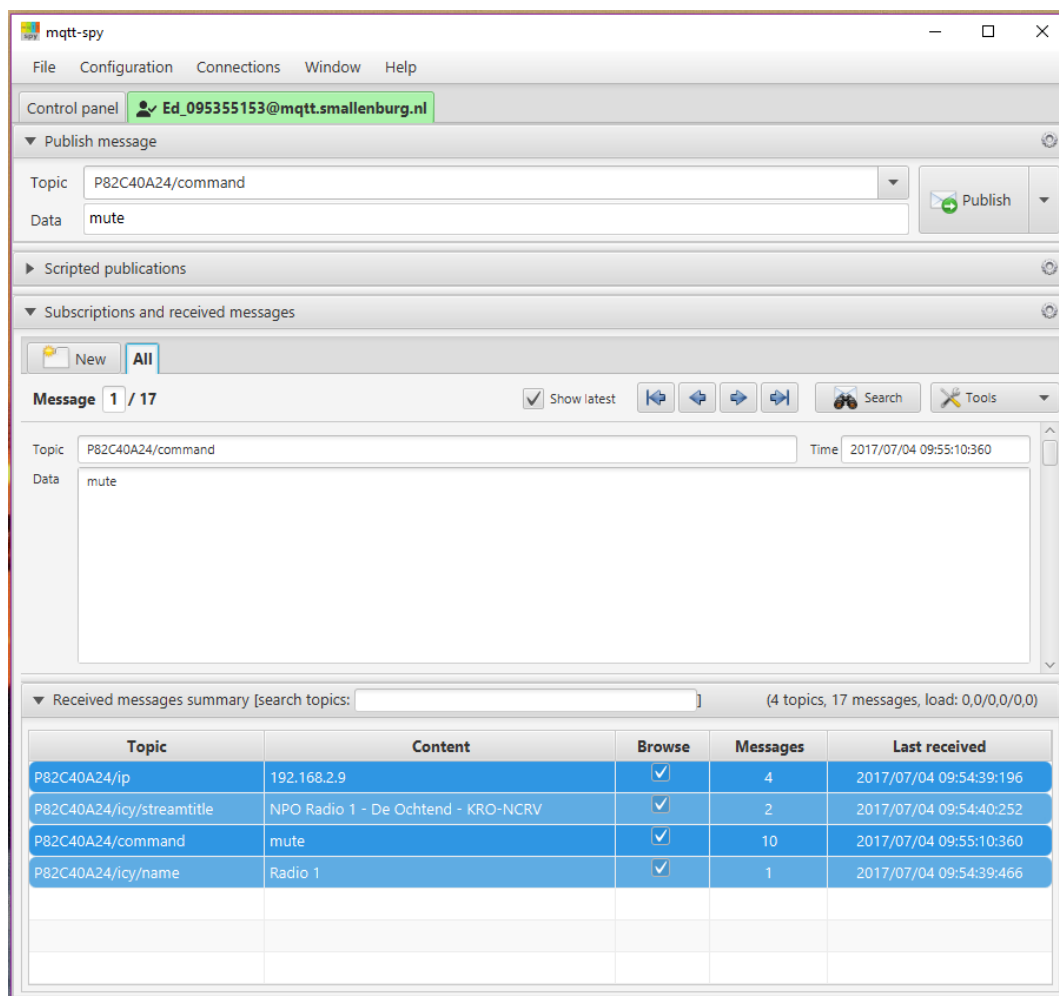 mqtt-spy
File Configuration Connections Window Help
Control panel Ed_095355153@mqtt.smallenburg.nl
Publish message
Topic P82C40A24/command
Publish
Data mute
Scripted publications
Subscriptions and received messages
New All
Message 1 / 17 Show latest Search Tools
Topic P82C40A24/command Time 2017/07/04 09:55:10:360
Data mute
Received messages summary [search topics: ] (4 topics, 17 messages, load: 0,0/0,0/0,0)
Topic Content Browse Messages Last received
P82C40A24/ip 192.168.2.9 4 2017/07/04 09:54:39:196
P82C40A24/icy/streamtitle NPO Radio 1 - De Ochtend - KRO-NCRV 2 2017/07/04 09:54:40:252
P82C40A24/command mute 10 2017/07/04 09:55:10:360
P82C40A24/icy/name Radio 1 1 2017/07/04 09:54:39:466